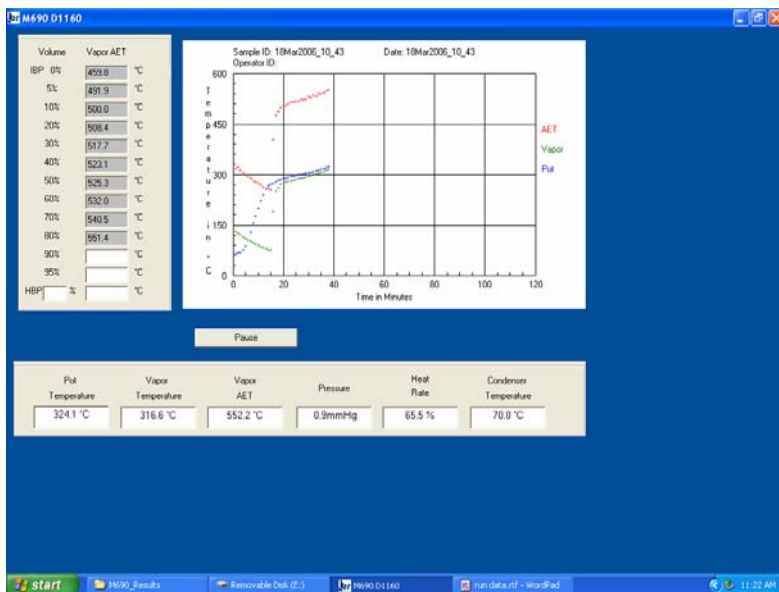 M690 D1160
Volume Vapor AET
IBP 0% 459.8 °C
5% 491.9 °C
10% 500.0 °C
20% 508.4 °C
30% 517.7 °C
40% 523.1 °C
50% 525.3 °C
60% 532.0 °C
70% 540.5 °C
80% 551.4 °C
90% °C
95% °C
HBP % °C
Sample ID: 18Mar2006_10_43 Date: 18Mar2006_10_43
Operator ID:
Temperature in ° C
600
450
300
150
0
0 20 40 60 80 100 120
Time in Minutes
AET
Vapor
Pot
Pause
Pot Temperature
324.1 °C
Vapor Temperature
316.6 °C
Vapor AET
552.2 °C
Pressure
0.9mmHg
Heat Rate
65.5 %
Condenser Temperature
70.0 °C
start M690_Results Removable Disk (E:) M690 D1160 run data.rtf - WordPad 11:22 AM